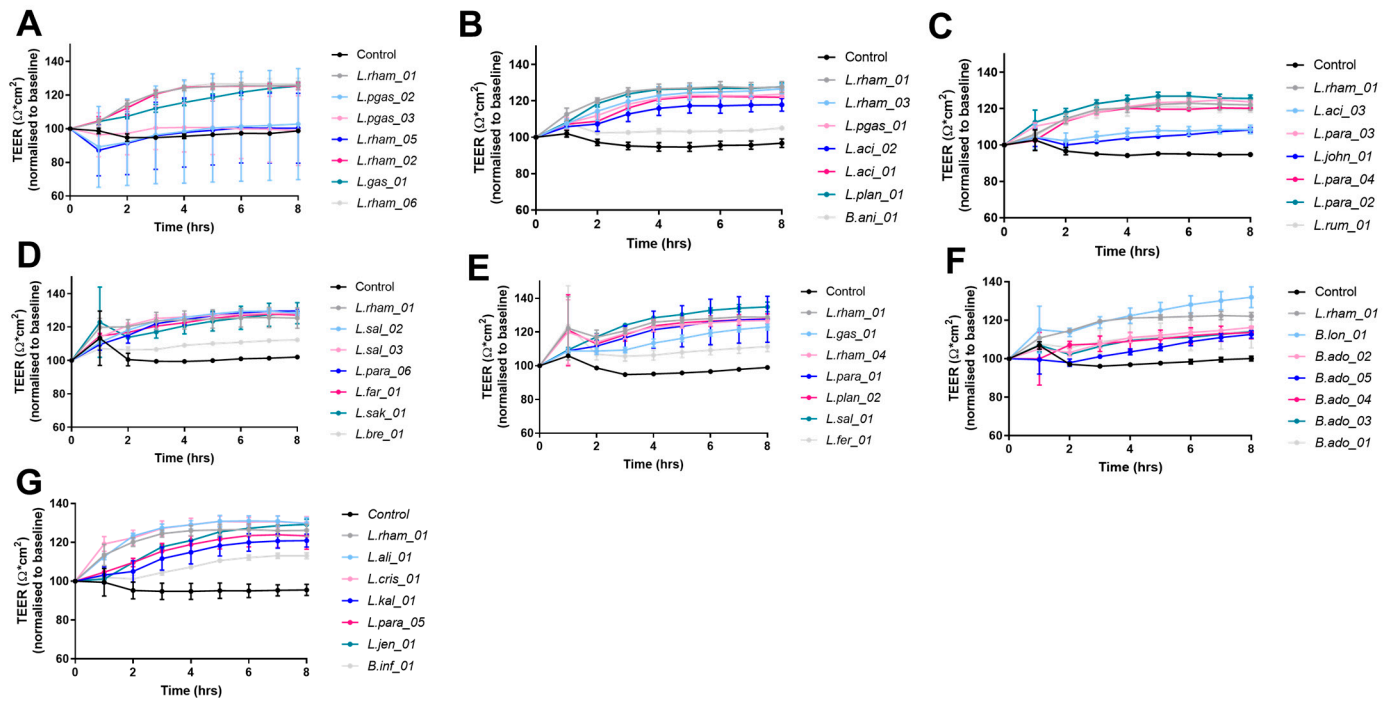 A
TEER (Ω*cm²)
(normalised to baseline)
140
120
100
80
60
0
2
4
6
8
Time (hrs)
Control
L.rham_01
L.pgas_02
L.pgas_03
L.rham_05
L.rham_02
L.gas_01
L.rham_06
B
TEER (Ω*cm²)
(normalised to baseline)
140
120
100
80
60
0
2
4
6
8
Time (hrs)
Control
L.rham_01
L.rham_03
L.pgas_01
L.aci_02
L.aci_01
L.plan_01
B.ani_01
C
TEER (Ω*cm²)
(normalised to baseline)
140
120
100
80
60
0
2
4
6
8
Time (hrs)
Control
L.rham_01
L.aci_03
L.para_03
L.john_01
L.para_04
L.para_02
L.rum_01
D
TEER (Ω*cm²)
(normalised to baseline)
140
120
100
80
60
0
2
4
6
8
Time (hrs)
Control
L.rham_01
L.sal_02
L.sal_03
L.para_06
L.far_01
L.sak_01
L.bre_01
E
TEER (Ω*cm²)
(normalised to baseline)
140
120
100
80
60
0
2
4
6
8
Time (hrs)
Control
L.rham_01
L.gas_01
L.rham_04
L.para_01
L.plan_02
L.sal_01
L.fer_01
F
TEER (Ω*cm²)
(normalised to baseline)
140
120
100
80
60
0
2
4
6
8
Time (hrs)
Control
L.rham_01
B.lon_01
B.ado_02
B.ado_05
B.ado_04
B.ado_03
B.ado_01
G
TEER (Ω*cm²)
(normalised to baseline)
140
120
100
80
60
0
2
4
6
8
Time (hrs)
Control
L.rham_01
L.ali_01
L.cris_01
L.kal_01
L.para_05
L.jen_01
B.inf_01